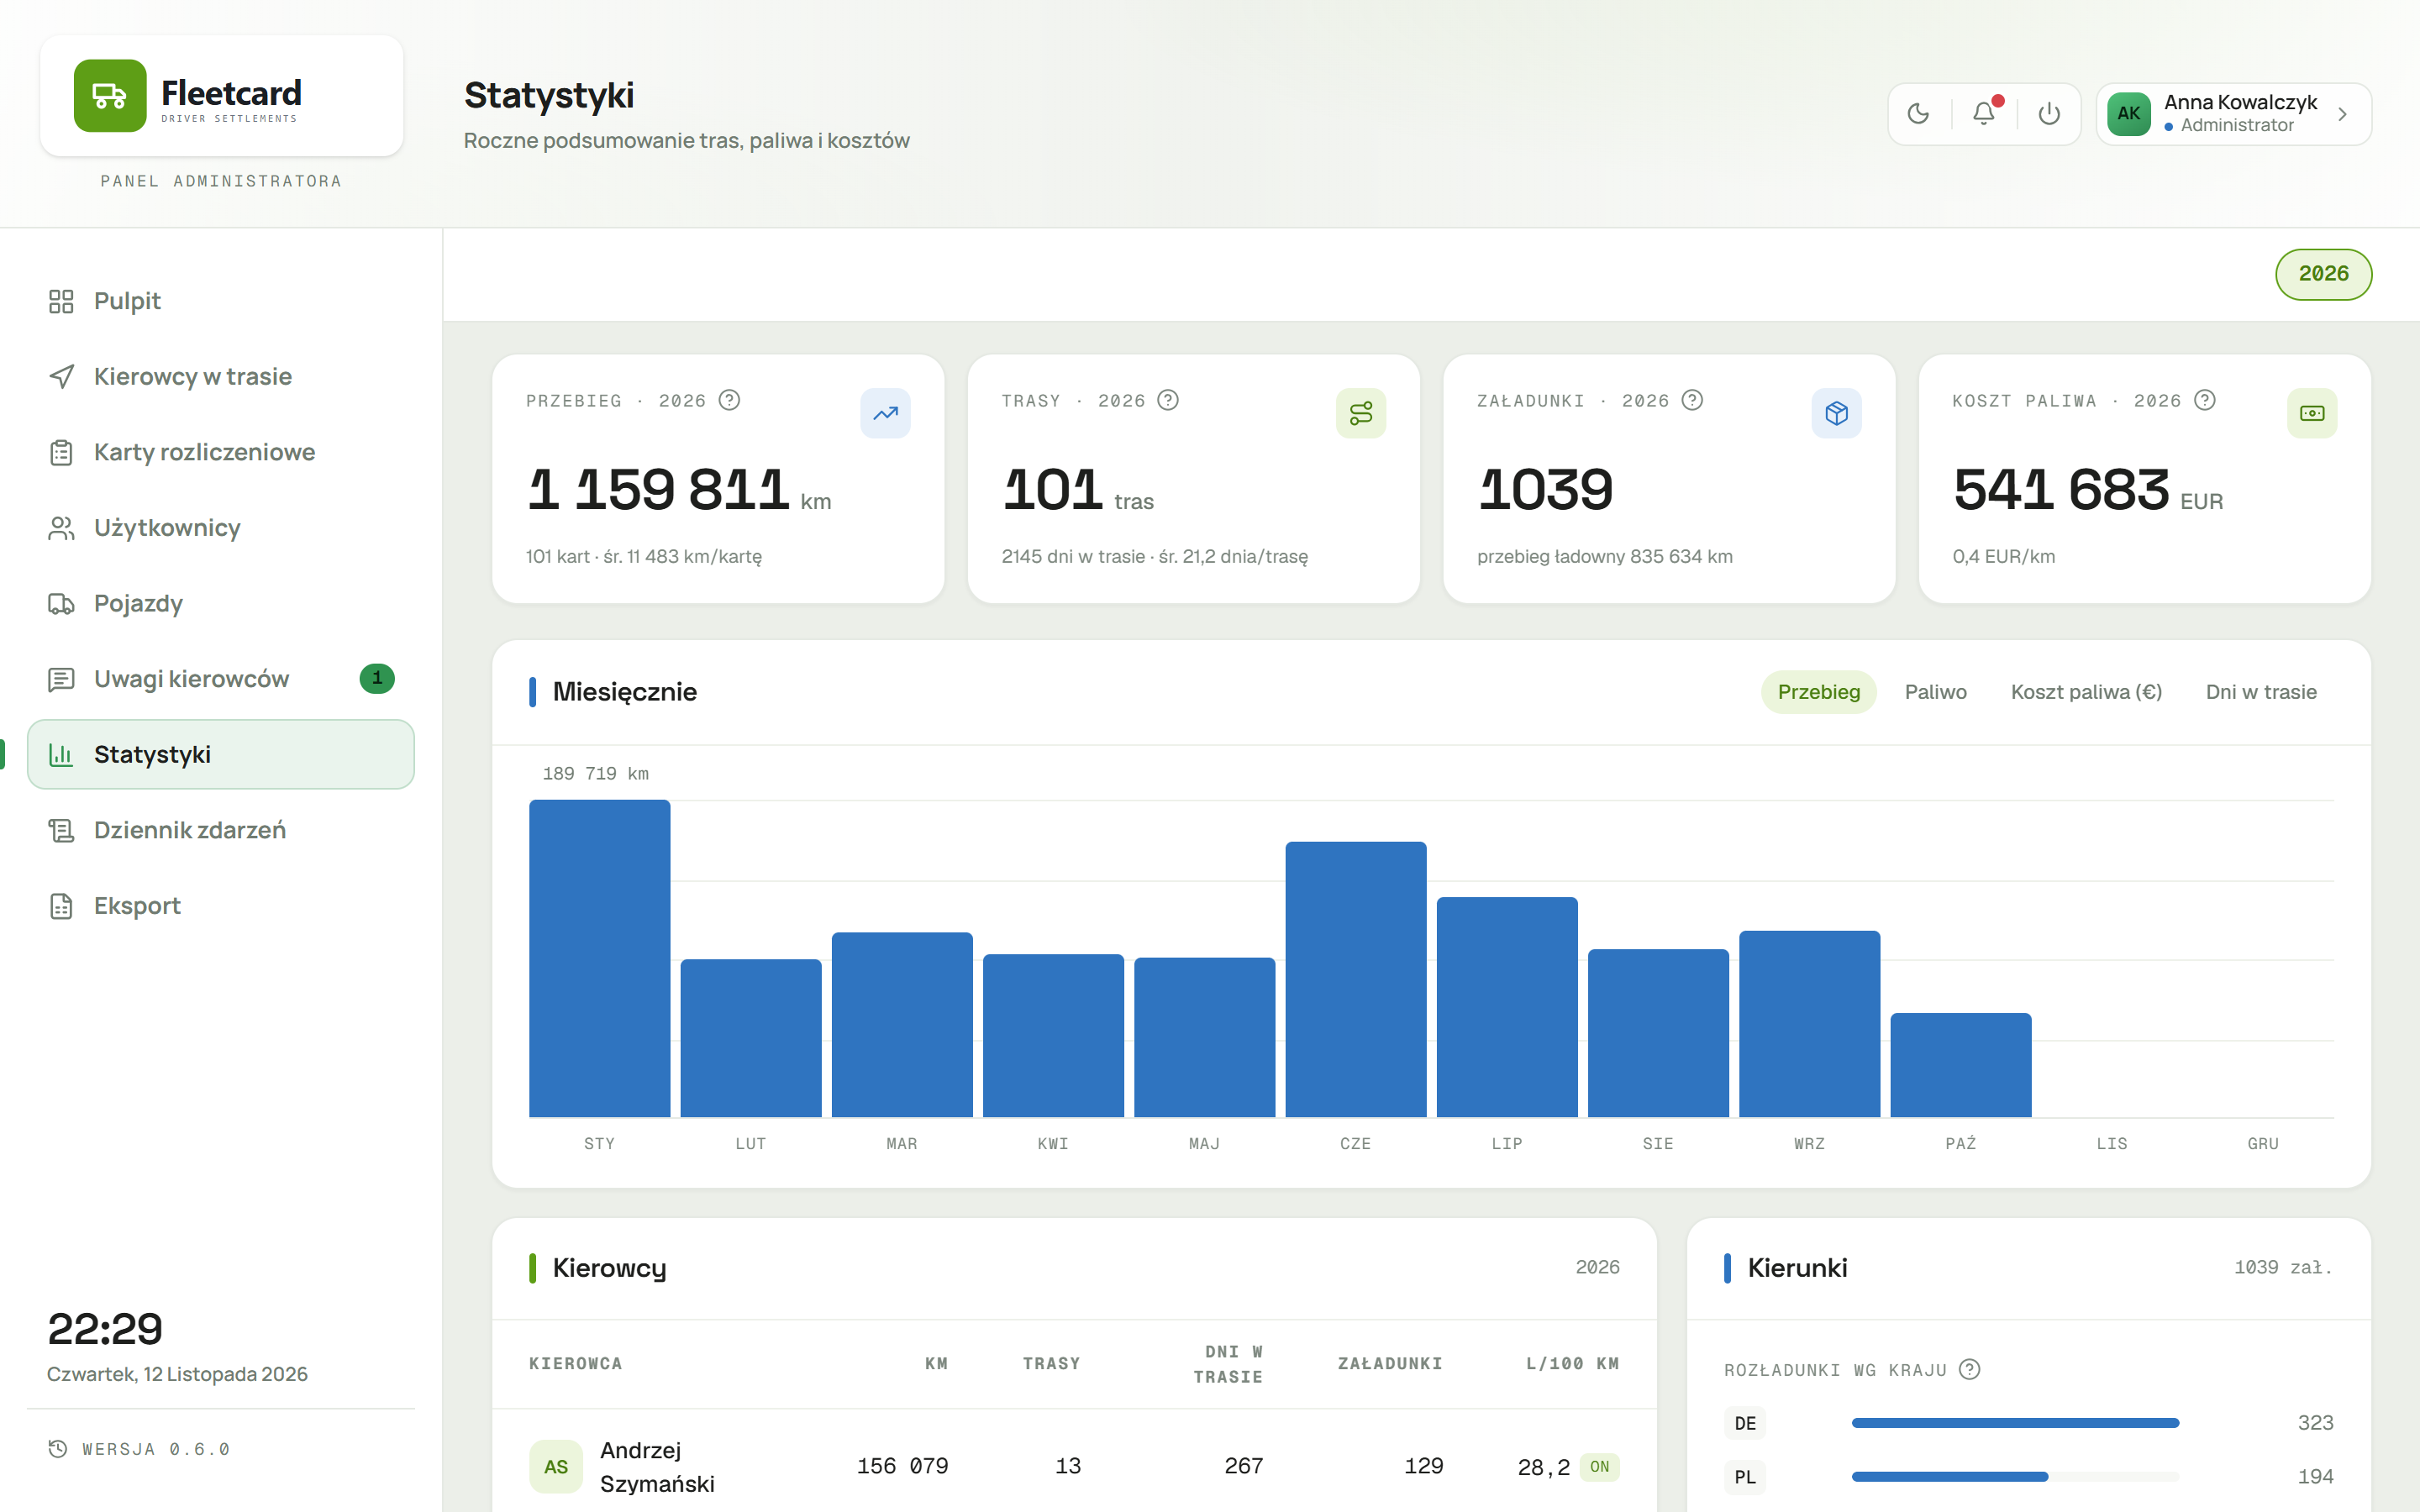 Fleetcard
DRIVER SETTLEMENTS
PANEL ADMINISTRATORA
Statystyki
Roczne podsumowanie tras, paliwa i kosztów
AK
Anna Kowalczyk
Administrator
Pulpit
Kierowcy w trasie
Karty rozliczeniowe
Użytkownicy
Pojazdy
Uwagi kierowców
1
Statystyki
Dziennik zdarzeń
Eksport
22:29
Czwartek, 12 Listopada 2026
WERSJA 0.6.0
2026
PRZEBIEG · 2026
1 159 811 km
101 kart · śr. 11 483 km/kartę
TRASY · 2026
101 tras
2145 dni w trasie · śr. 21,2 dnia/trasę
ZAŁADUNKI · 2026
1039
przebieg ładowny 835 634 km
KOSZT PALIWA · 2026
541 683 EUR
0,4 EUR/km
Miesięcznie
Przebieg
Paliwo
Koszt paliwa (€)
Dni w trasie
189 719 km
STY
LUT
MAR
KWI
MAJ
CZE
LIP
SIE
WRZ
PAŹ
LIS
GRU
Kierowcy
2026
KIEROWCA
KM
TRASY
DNI W
TRASIE
ZAŁADUNKI
L/100 KM
AS
Andrzej
Szymański
156 079
13
267
129
28,2
ON
Kierunki
1039 zał.
ROZŁADUNKI WG KRAJU
DE
323
PL
194